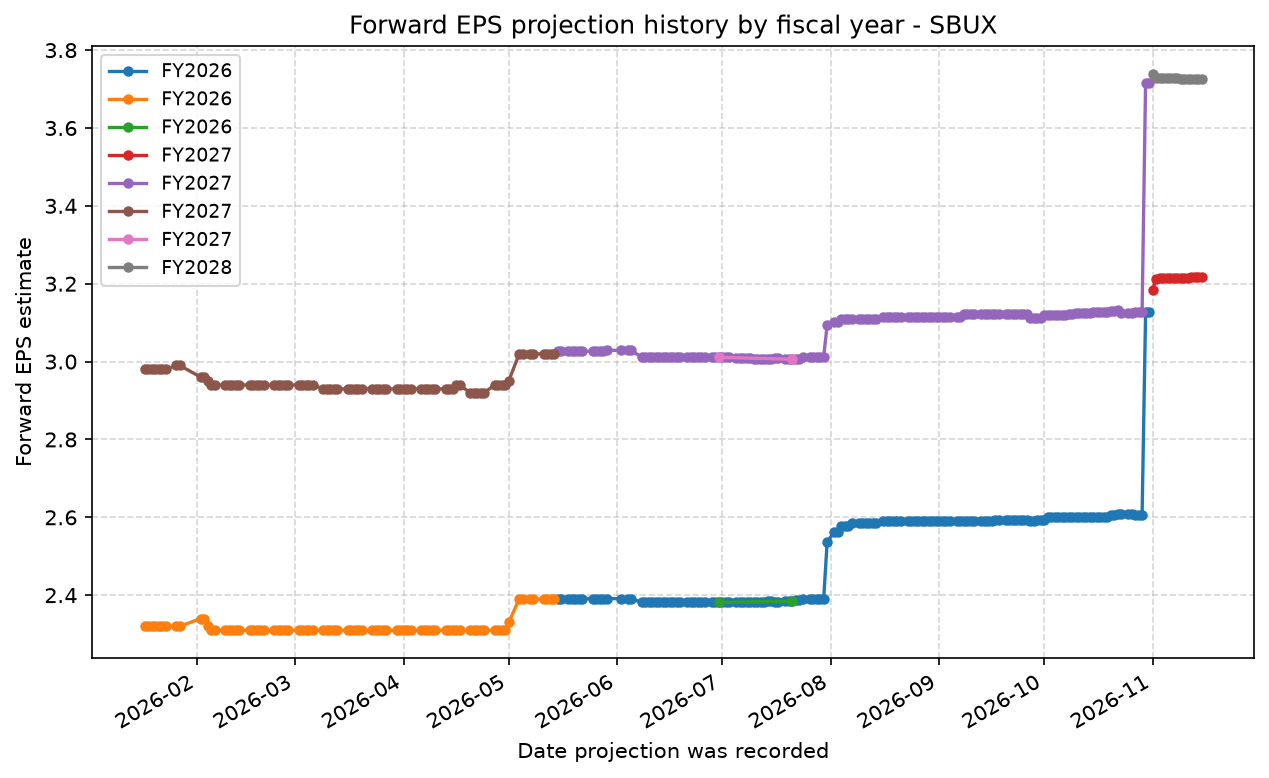 Forward EPS projection history by fiscal year - SBUX
3.8
3.6
3.4
3.2
3.0
2.8
2.6
2.4
Forward EPS estimate
FY2026
FY2026
FY2026
FY2027
FY2027
FY2027
FY2027
FY2028
2026-02
2026-03
2026-04
2026-05
2026-06
2026-07
2026-08
2026-09
2026-10
2026-11
Date projection was recorded